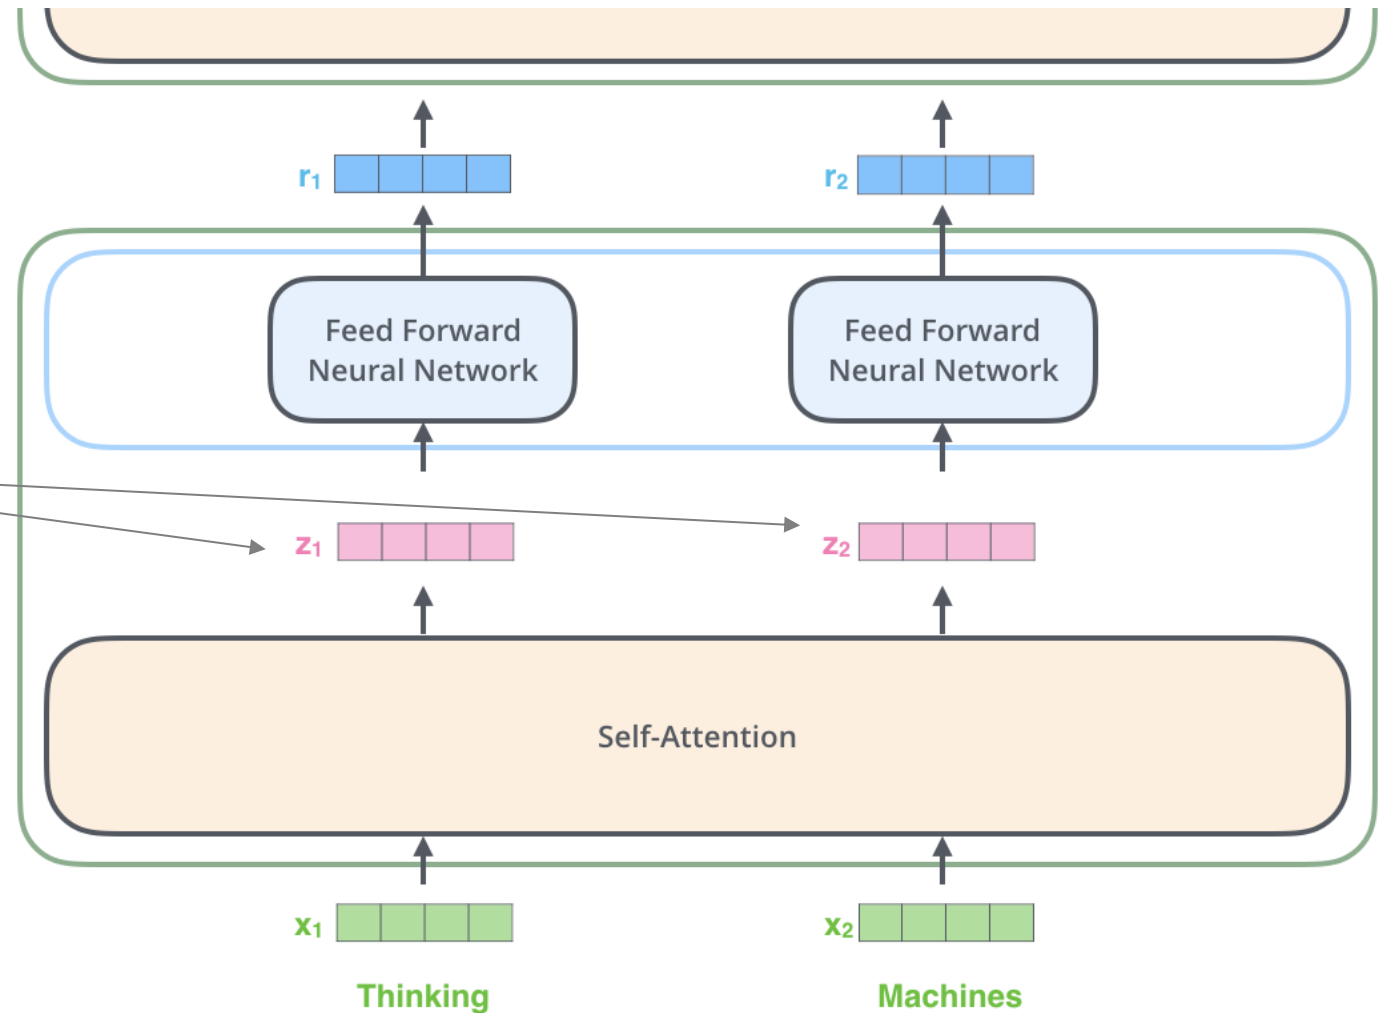 r₁
r₂
Feed Forward
Neural Network
Feed Forward
Neural Network
z₁
z₂
Self-Attention
x₁
x₂
Thinking
Machines